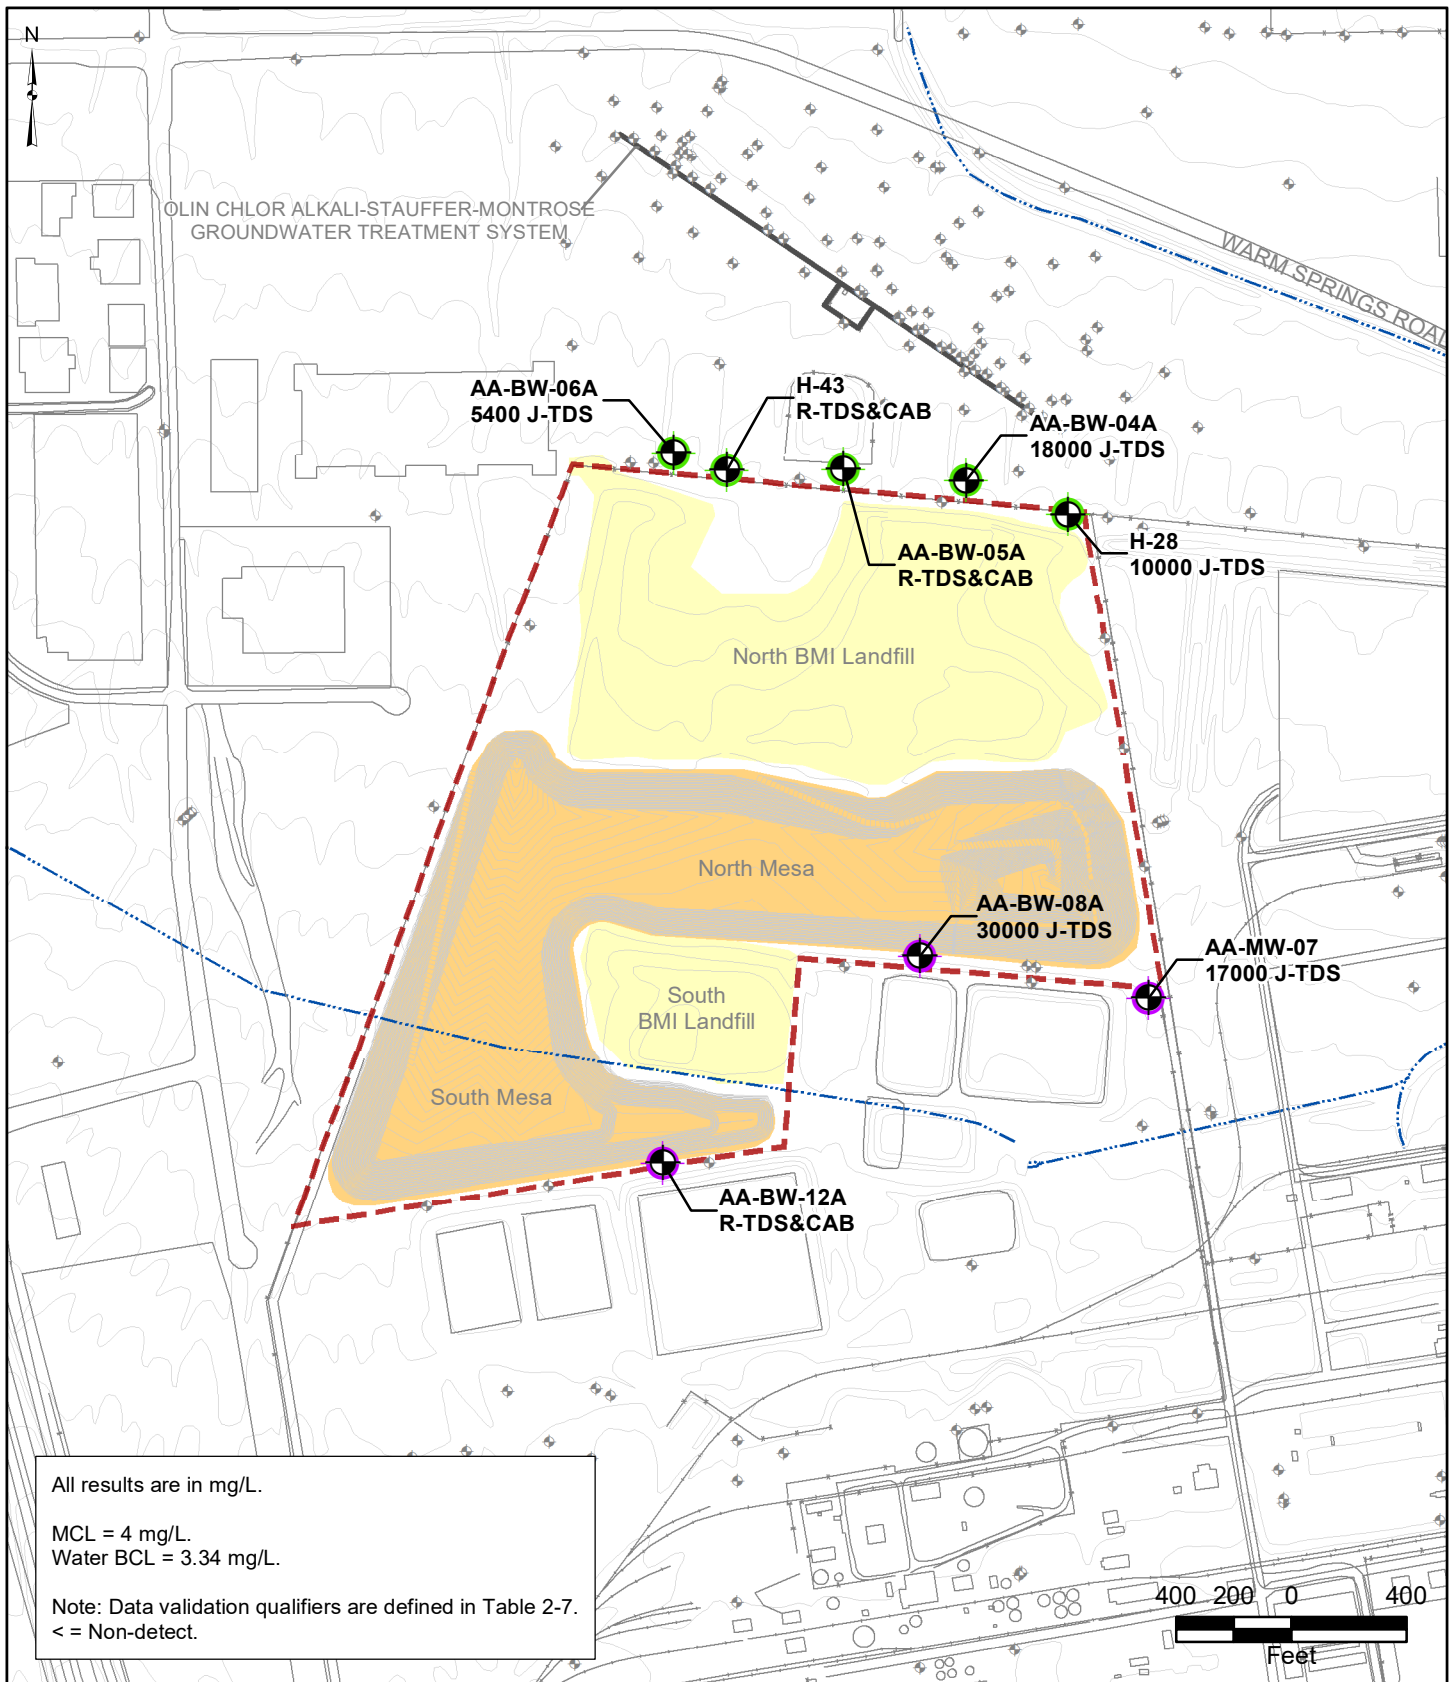 N
OLIN CHLOR ALKALI-STAUFFER-MONTROSE
GROUNDWATER TREATMENT SYSTEM
WARM SPRINGS ROAD
AA-BW-06A
5400 J-TDS
H-43
R-TDS&CAB
AA-BW-04A
18000 J-TDS
AA-BW-05A
R-TDS&CAB
H-28
10000 J-TDS
North BMI Landfill
North Mesa
AA-BW-08A
30000 J-TDS
AA-MW-07
17000 J-TDS
South
BMI Landfill
South Mesa
AA-BW-12A
R-TDS&CAB
All results are in mg/L.
MCL = 4 mg/L.
Water BCL = 3.34 mg/L.
Note: Data validation qualifiers are defined in Table 2-7.
< = Non-detect.
400 200 0 400
Feet